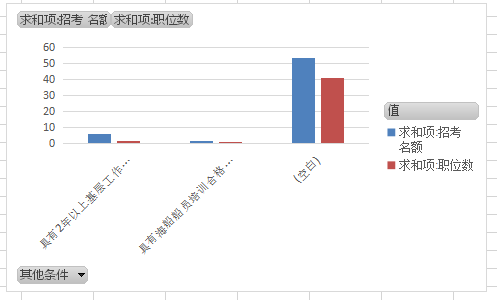 求和项:招考 名额 求和项:职位数
60
50
40
30
20
10
0
具有2年以上基层工作…
具有海船船员培训合格…
(空白)
值
求和项:招考
名额
求和项:职位数
其他条件